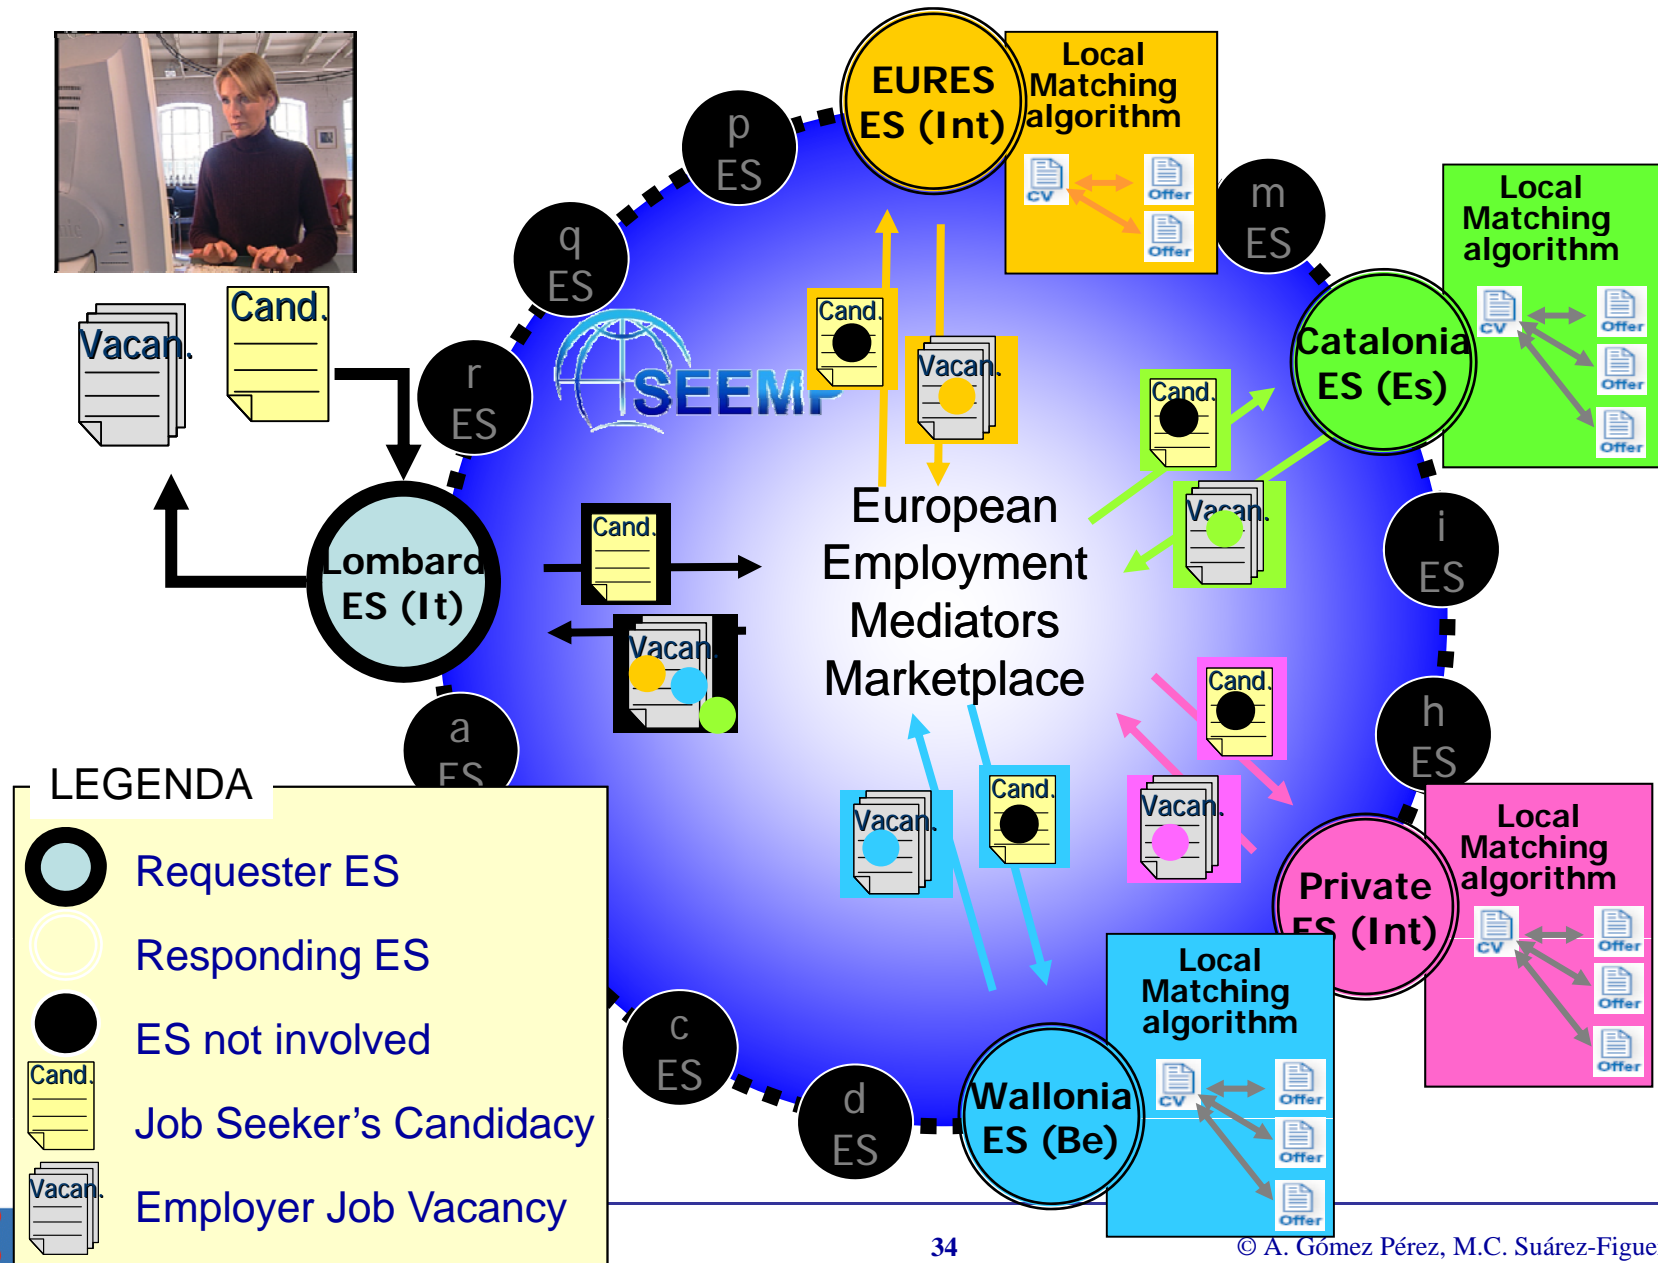 EURES
ES (Int)
Local
Matching
algorithm
CV
Offer
Offer
p
ES
m
ES
Local
Matching
algorithm
CV
Offer
Offer
Offer
q
ES
Catalonia
ES (Es)
Cand.
Vacan.
r
ES
SEEMP
Cand.
Vacan.
Cand.
Vacan.
Lombard
ES (It)
Cand.
Vacan.
European
Employment
Mediators
Marketplace
i
ES
h
ES
a
ES
Cand.
Vacan.
Cand.
Vacan.
Private
ES (Int)
Local
Matching
algorithm
CV
Offer
Offer
Offer
Local
Matching
algorithm
CV
Offer
Offer
Offer
Wallonia
ES (Be)
c
ES
d
ES
LEGENDA
Requester ES
Responding ES
ES not involved
Cand.
Job Seeker’s Candidacy
Vacan.
Employer Job Vacancy
34
© A. Gómez Pérez, M.C. Suárez-Figue